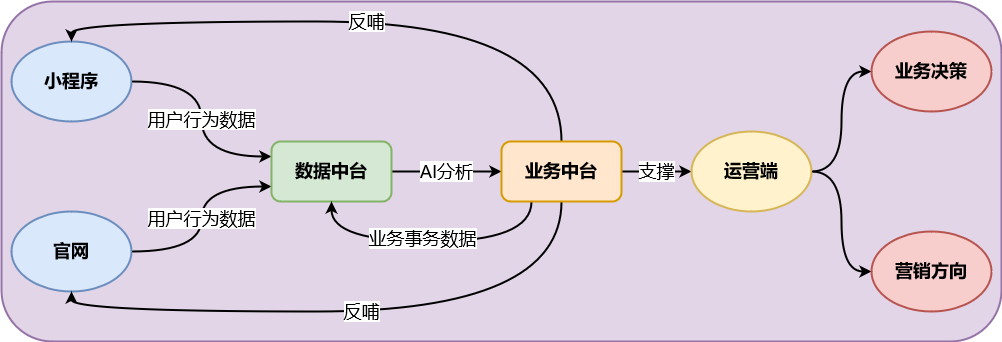 反哺
小程序
业务决策
用户行为数据
数据中台
AI分析
业务中台
支撑
运营端
用户行为数据
业务事务数据
官网
营销方向
反哺